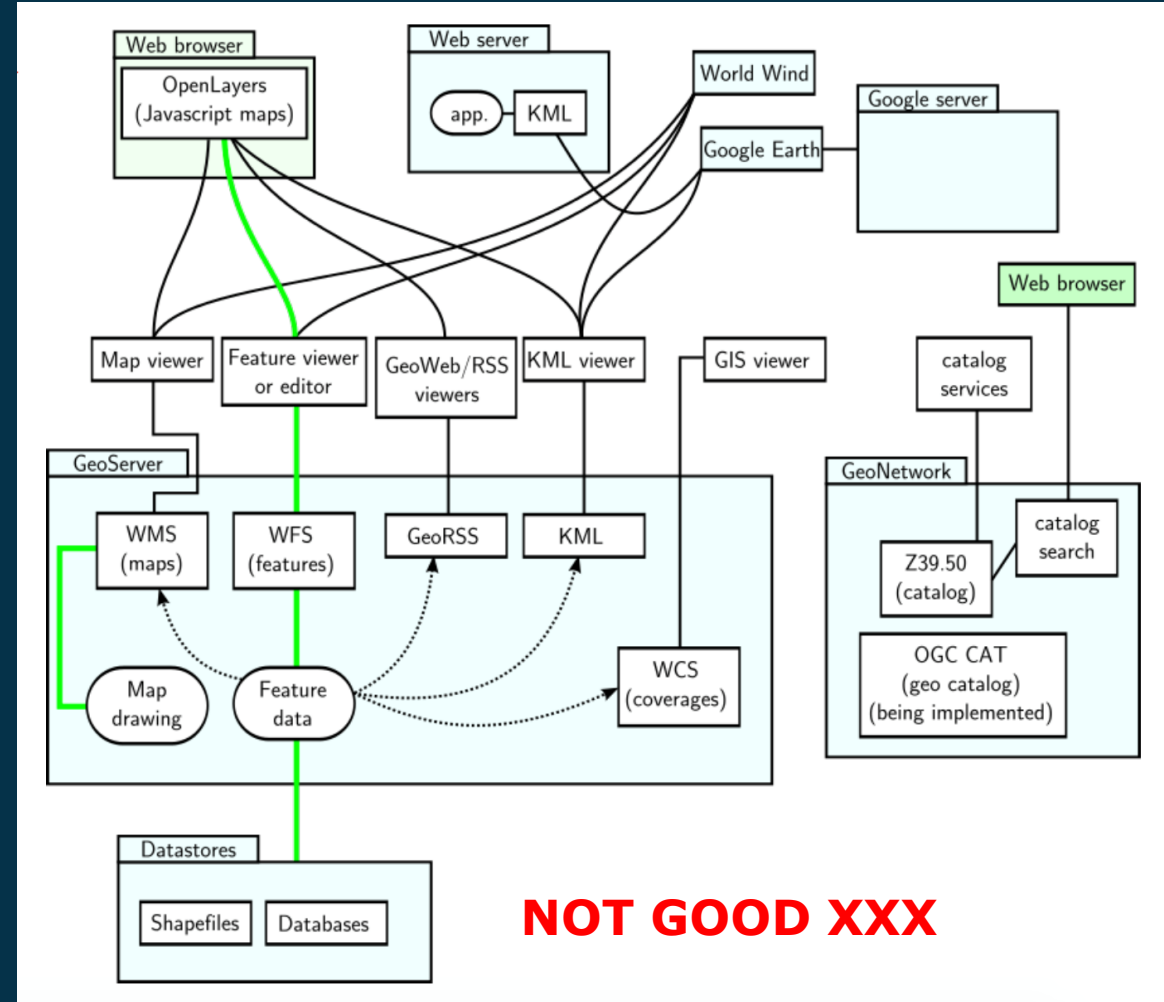 Web browser
OpenLayers
(Javascript maps)
Web server
app.
KML
World Wind
Google Earth
Google server
Web browser
Map viewer
Feature viewer
or editor
GeoWeb/RSS
viewers
KML viewer
GIS viewer
catalog
services
GeoServer
WMS
(maps)
WFS
(features)
GeoRSS
KML
Map
drawing
Feature
data
WCS
(coverages)
GeoNetwork
Z39.50
(catalog)
catalog
search
OGC CAT
(geo catalog)
(being implemented)
Datastores
Shapefiles
Databases
NOT GOOD XXX